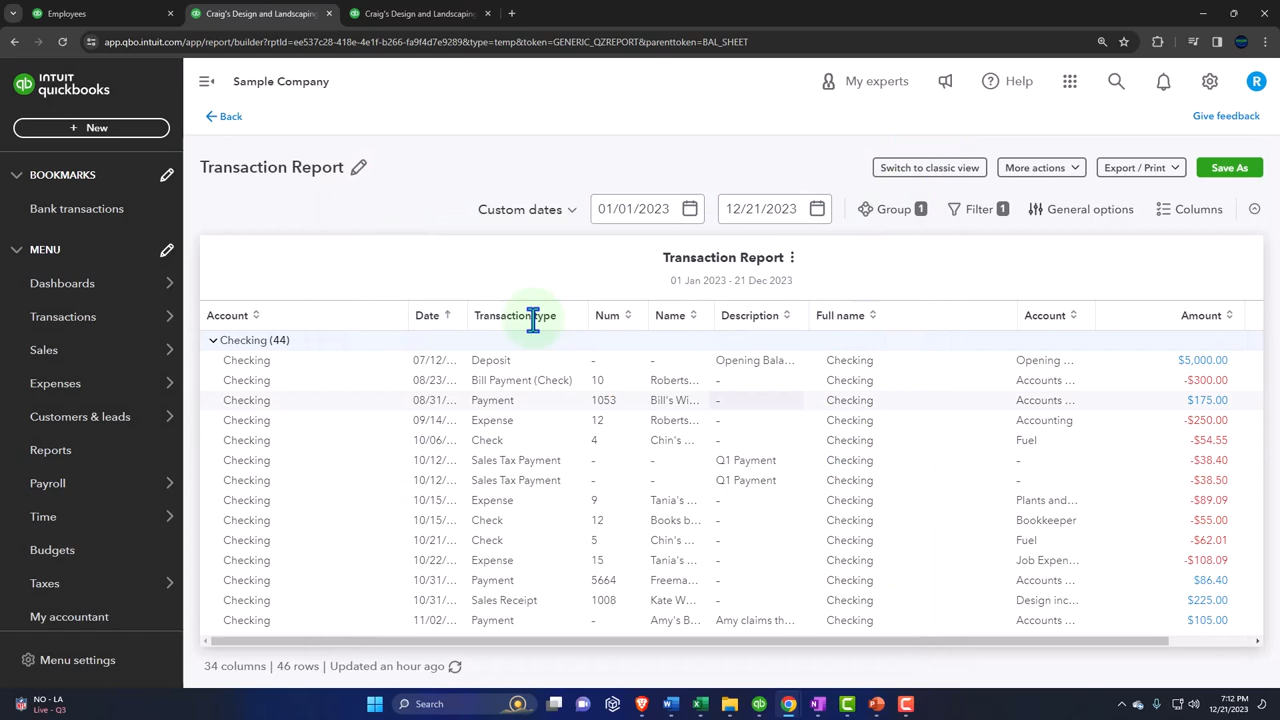 Employees
Craig's Design and Landscaping
Craig's Design and Landscaping
app.qbo.intuit.com/app/report/builder?rptId=ee537c28-418e-4e1a-bf9a-0f4d4d79e9289&type=temp&token=GENERIC_QZREPORT&parenttoken=BAL_SHEET
INTUIT
quickbooks
Sample Company
My experts
Help
R
+ New
Back
Give feedback
BOOKMARKS
Bank transactions
MENU
Dashboards
Transactions
Sales
Expenses
Customers & leads
Reports
Payroll
Time
Budgets
Taxes
My accountant
Menu settings
Transaction Report
Switch to classic view
More actions
Export / Print
Save As
Custom dates
01/01/2023
12/21/2023
Group 1
Filter 1
General options
Columns
Transaction Report
01 Jan 2023 - 21 Dec 2023
Account Date Transaction type Num Name Description Full name Account Amount
Checking (44)
Checking 07/12/... Deposit – – Opening Bala... Checking Opening ... $5,000.00
Checking 08/23/... Bill Payment (Check) 10 Roberts... – Checking Accounts ... -$300.00
Checking 08/31/... Payment 1053 Bill's Wi... – Checking Accounts ... $175.00
Checking 09/14/... Expense 12 Roberts... – Checking Accounting -$250.00
Checking 10/06/... Check 4 Chin's ... – Checking Fuel -$54.55
Checking 10/12/... Sales Tax Payment – – Q1 Payment Checking – -$38.40
Checking 10/12/... Sales Tax Payment – – Q1 Payment Checking – -$38.50
Checking 10/15/... Expense 9 Tania's ... – Checking Plants and... -$89.09
Checking 10/15/... Check 12 Books b... – Checking Bookkeeper -$55.00
Checking 10/21/... Check 5 Chin's ... – Checking Fuel -$62.01
Checking 10/22/... Expense 15 Tania's ... – Checking Job Expen... -$108.09
Checking 10/31/... Payment 5664 Freema... – Checking Accounts ... $86.40
Checking 10/31/... Sales Receipt 1008 Kate W... – Checking Design inc... $225.00
Checking 11/02/... Payment – Amy's B... Amy claims th... Checking Accounts ... $105.00
34 columns | 46 rows | Updated an hour ago
NO - LA
Live - Q3
Search
7:12 PM
12/21/2023